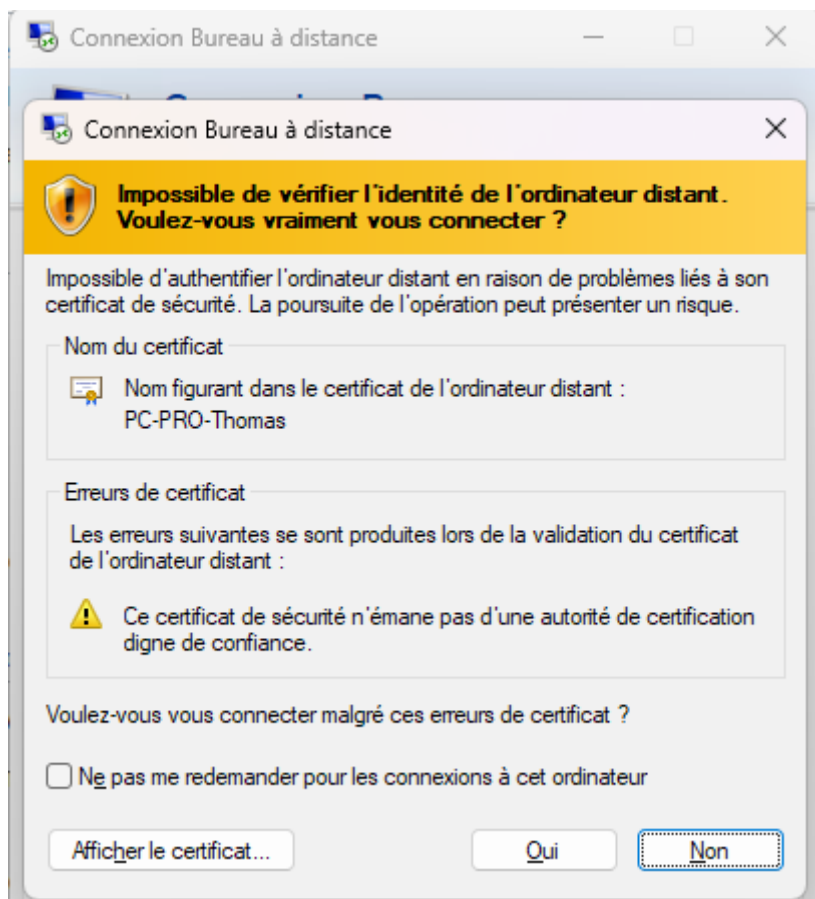 Connexion Bureau à distance
Connexion Bureau à distance
Impossible de vérifier l'identité de l'ordinateur distant.
Voulez-vous vraiment vous connecter ?
Impossible d'authentifier l'ordinateur distant en raison de problèmes liés à son
certificat de sécurité. La poursuite de l'opération peut présenter un risque.
Nom du certificat
Nom figurant dans le certificat de l'ordinateur distant :
PC-PRO-Thomas
Erreurs de certificat
Les erreurs suivantes se sont produites lors de la validation du certificat
de l'ordinateur distant :
Ce certificat de sécurité n'émane pas d'une autorité de certification
digne de confiance.
Voulez-vous vous connecter malgré ces erreurs de certificat ?
Ne pas me redemander pour les connexions à cet ordinateur
Afficher le certificat...
Oui
Non